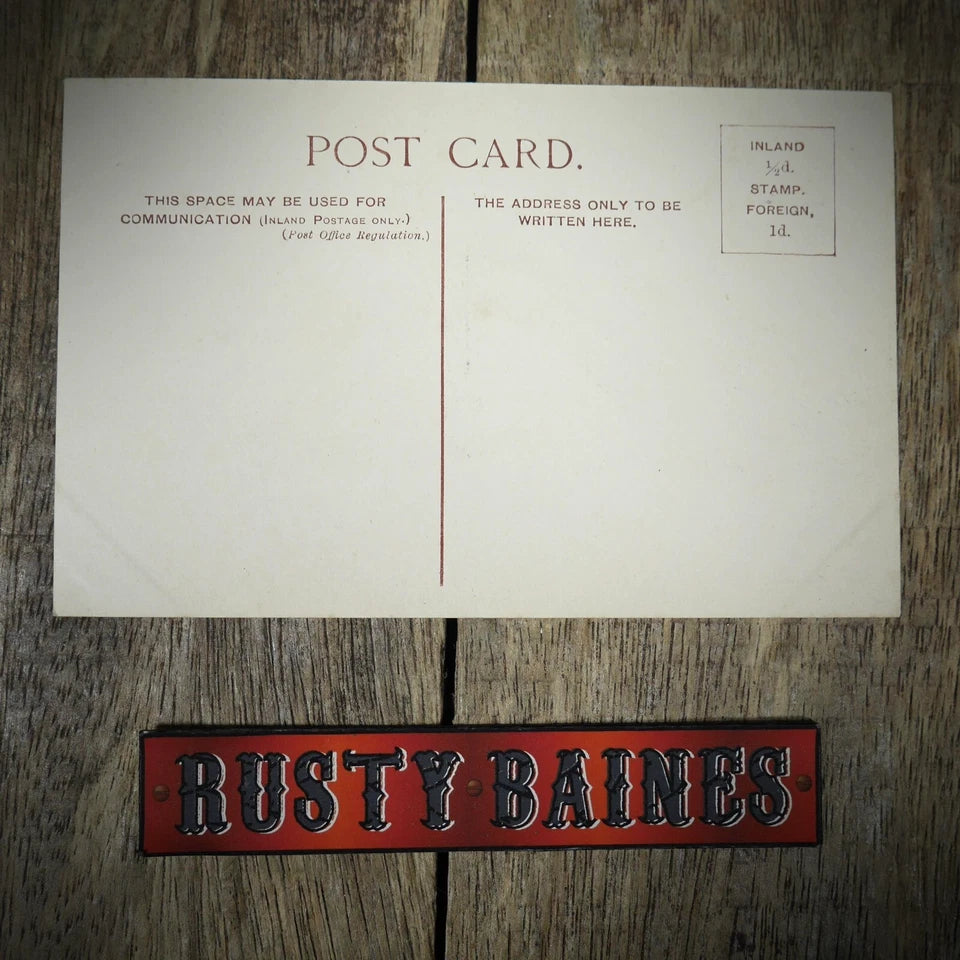 POST CARD.
THIS SPACE MAY BE USED FOR
COMMUNICATION (INLAND POSTAGE ONLY.)
(Post Office Regulation.)
THE ADDRESS ONLY TO BE
WRITTEN HERE.
INLAND
½d.
STAMP.
FOREIGN,
1d.
RUSTY BAINES